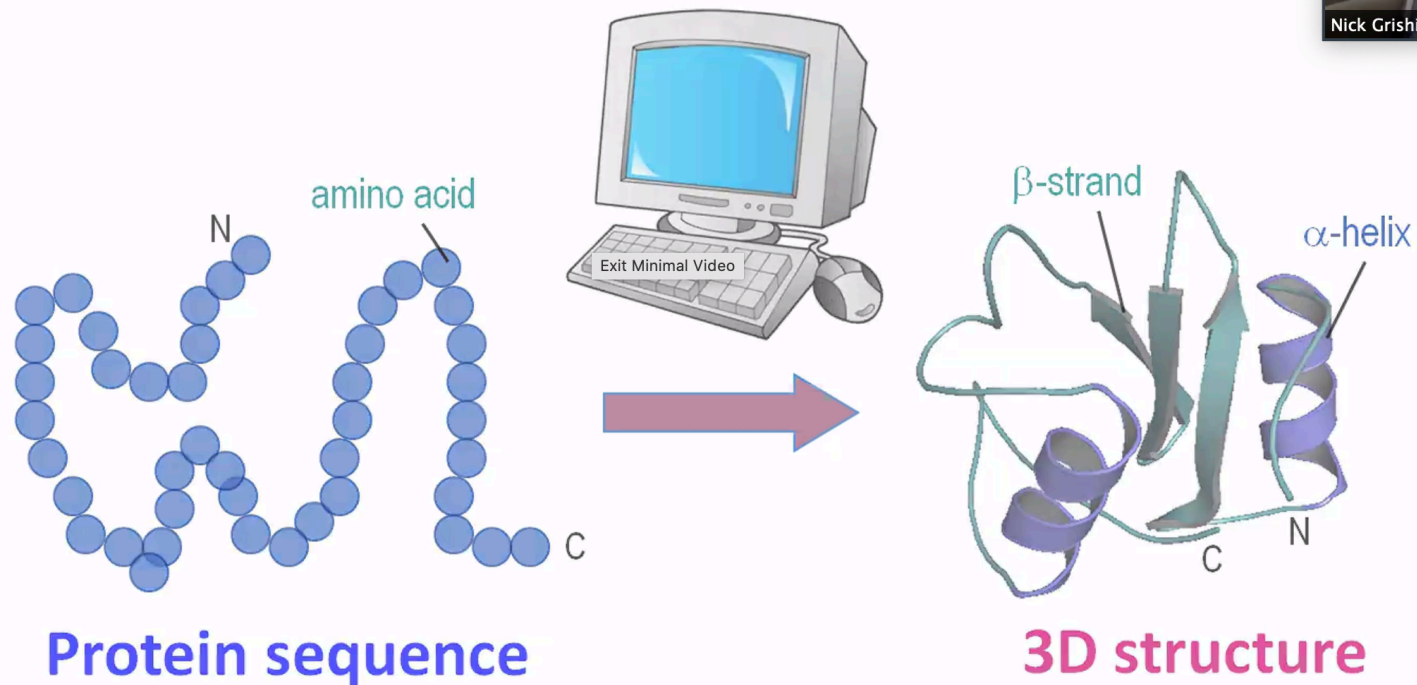 Nick Grishi
β-strand
amino acid
α-helix
N
Exit Minimal Video
N
C
C
Protein sequence
3D structure